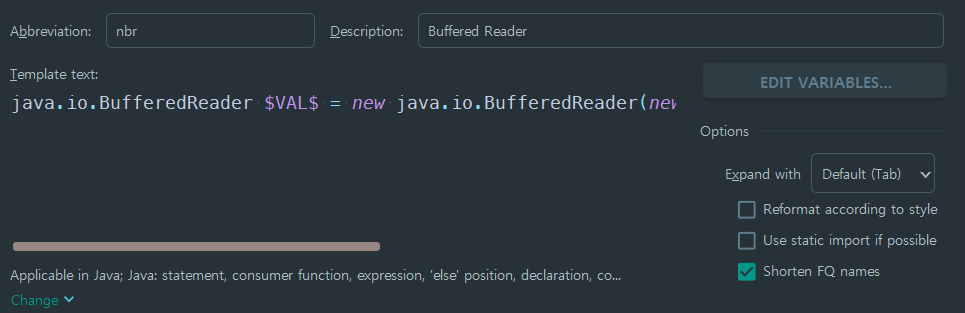 Abbreviation: nbr Description: Buffered Reader
Template text:
java.io.BufferedReader $VAL$ = new java.io.BufferedReader(new
EDIT VARIABLES...
Options
Expand with Default (Tab)
Reformat according to style
Use static import if possible
Shorten FQ names
Applicable in Java; Java: statement, consumer function, expression, 'else' position, declaration, co...
Change